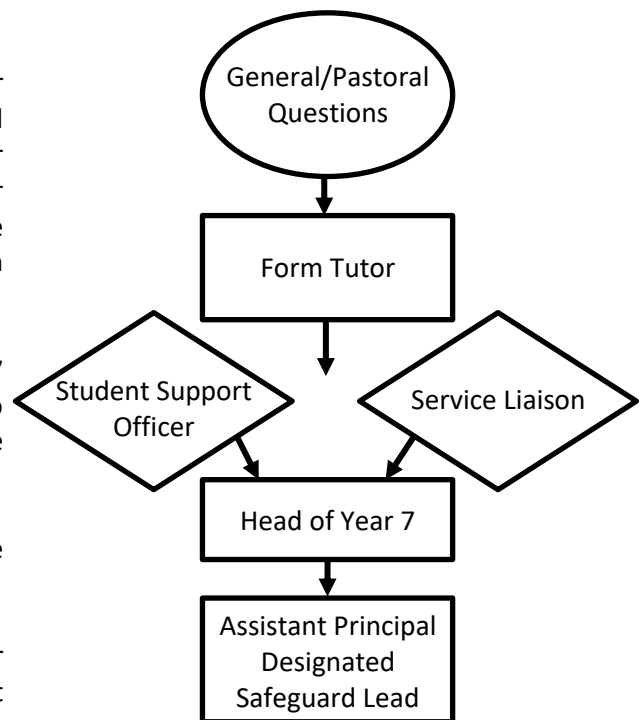 General/Pastoral
Questions
Form Tutor
Student Support
Officer
Service Liaison
Head of Year 7
Assistant Principal
Designated
Safeguard Lead